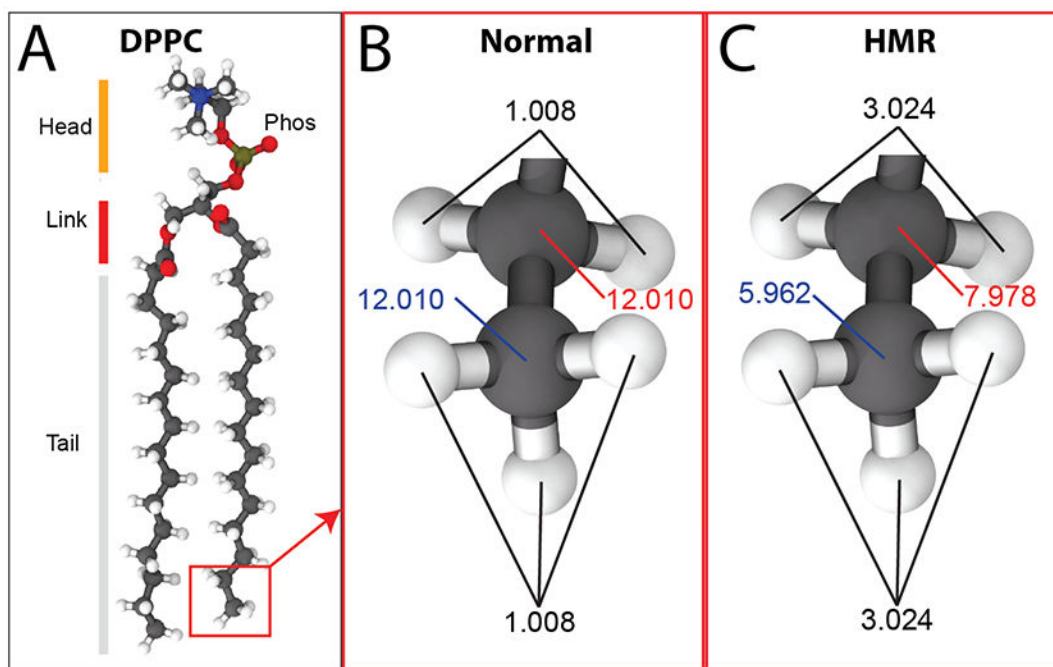 A
DPPC
Head
Phos
Link
Tail
B
Normal
1.008
12.010
12.010
1.008
C
HMR
3.024
5.962
7.978
3.024